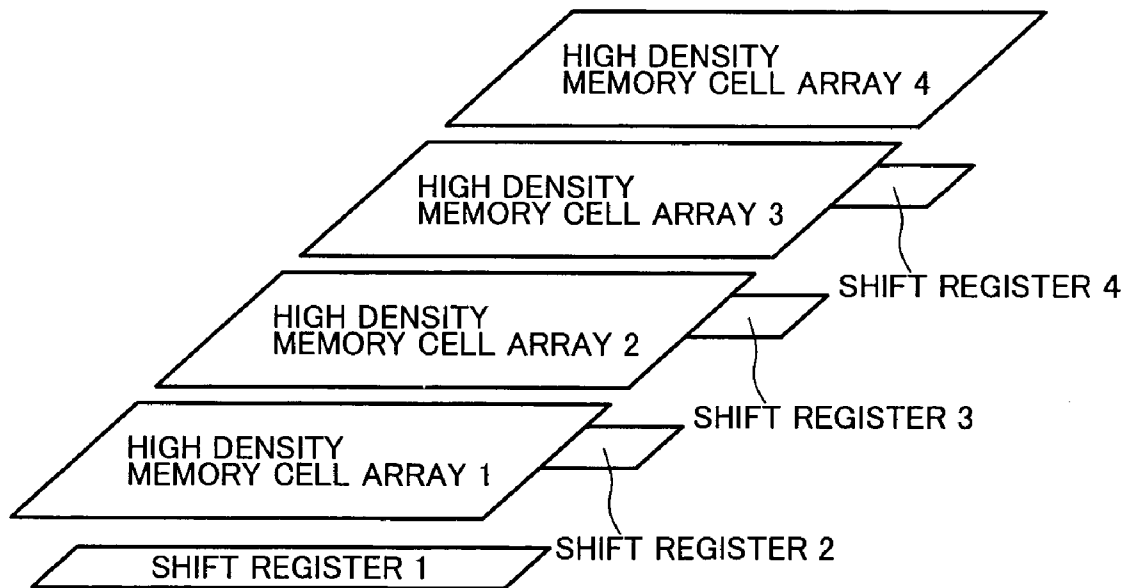 HIGH DENSITY
MEMORY CELL ARRAY 4
HIGH DENSITY
MEMORY CELL ARRAY 3
SHIFT REGISTER 4
HIGH DENSITY
MEMORY CELL ARRAY 2
SHIFT REGISTER 3
HIGH DENSITY
MEMORY CELL ARRAY 1
SHIFT REGISTER 2
SHIFT REGISTER 1